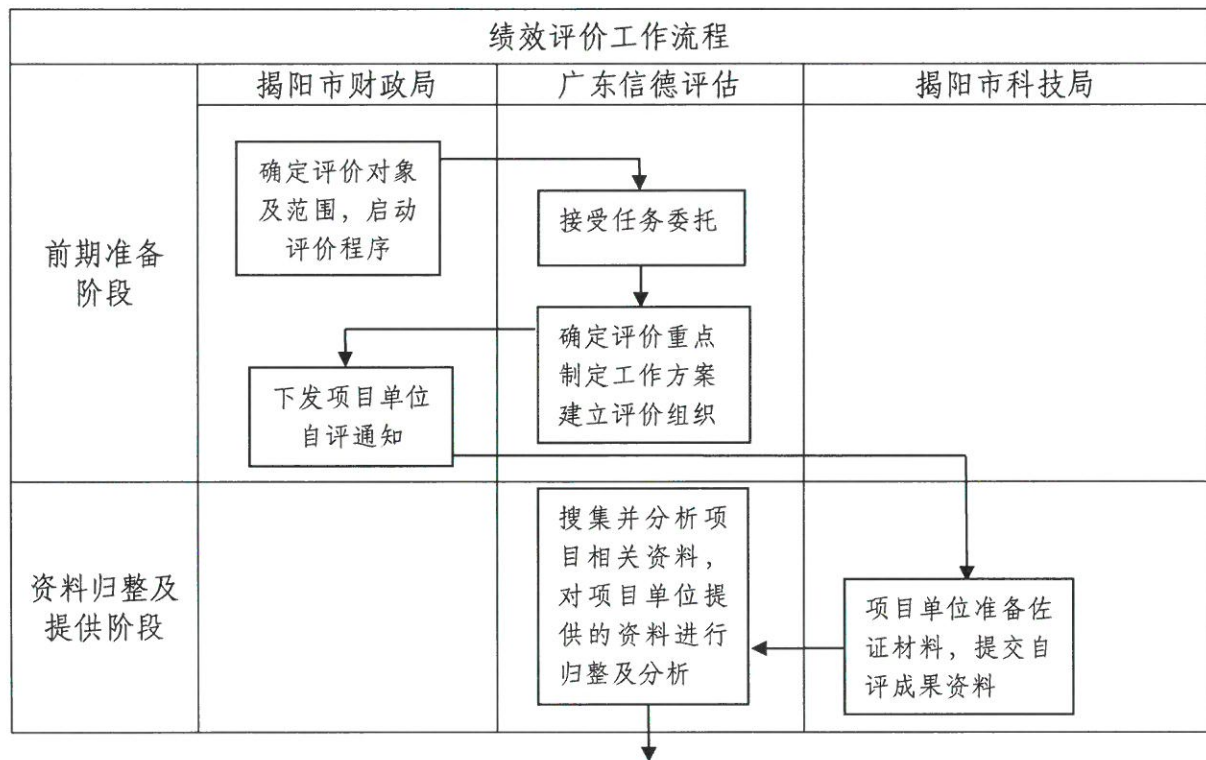 绩效评价工作流程
揭阳市财政局
广东信德评估
揭阳市科技局
前期准备
阶段
确定评价对象
及范围，启动
评价程序
接受任务委托
确定评价重点
制定工作方案
建立评价组织
下发项目单位
自评通知
资料归整及
提供阶段
搜集并分析项
目相关资料，
对项目单位提
供的资料进行
归整及分析
项目单位准备佐
证材料，提交自
评成果资料